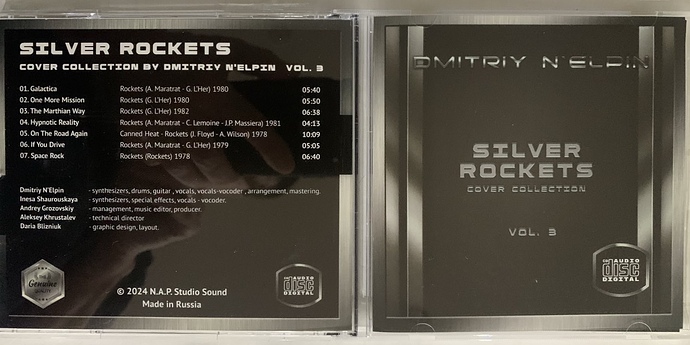 SILVER ROCKETS
COVER COLLECTION BY DMITRIY N'ELPIN VOL. 3
01. Galactica Rockets (A. Maratrat - G. L'Her) 1980 05:40
02. One More Mission Rockets (G. L'Her) 1980 05:50
03. The Marthian Way Rockets (G. L'Her) 1982 06:38
04. Hypnotic Reality Rockets (A. Maratrat - C. Lemoine - J.P. Massiera) 1981 04:13
05. On The Road Again Canned Heat - Rockets (J. Floyd - A. Wilson) 1978 10:09
06. If You Drive Rockets (A. Maratrat - G. L'Her) 1979 05:05
07. Space Rock Rockets (Rockets) 1978 06:40
Dmitriy N'Elpin - synthesizers, drums, guitar , vocals, vocals-vocoder , arrangement, mastering.
Inesa Shaurouskaya - synthesizers, special effects, vocals - vocoder.
Andrey Grozovskiy - management, music editor, producer.
Aleksey Khrustalev - technical director
Daria Blizniuk - graphic design, layout.
Genuine
QUALITY
© 2024 N.A.P. Studio Sound
Made in Russia
AUDIO
disc
DIGITAL
DMITRIY N'ELPIN
SILVER
ROCKETS
COVER COLLECTION
VOL. 3
AUDIO
disc
DIGITAL